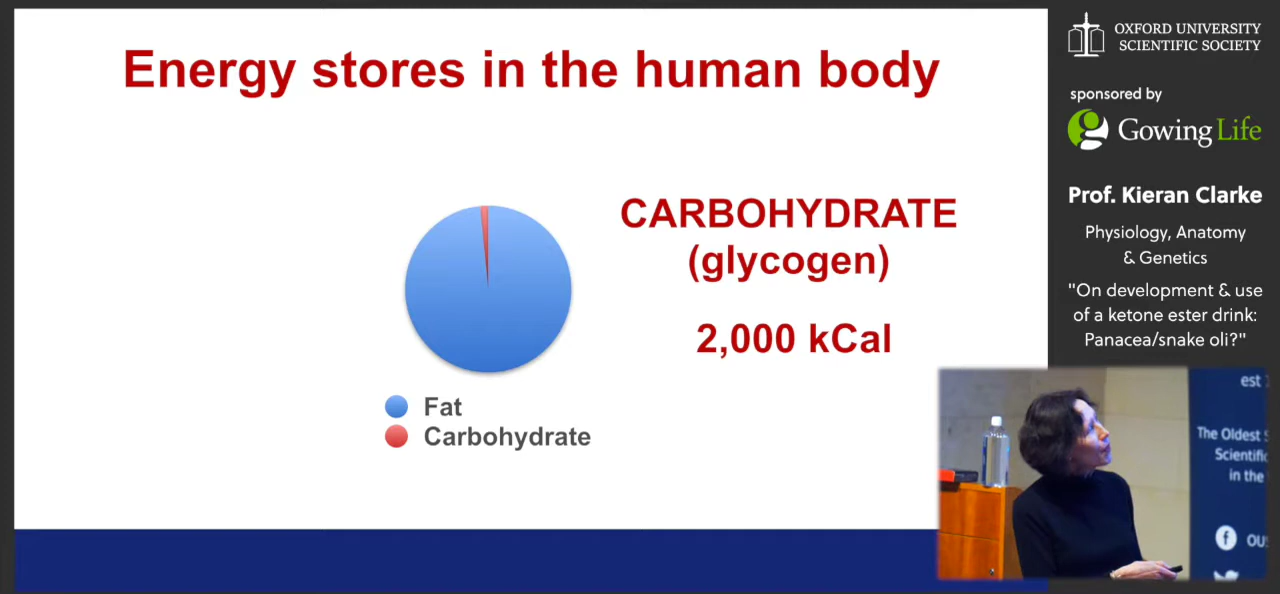 Energy stores in the human body
CARBOHYDRATE
(glycogen)
2,000 kCal
Fat
Carbohydrate
OXFORD UNIVERSITY
SCIENTIFIC SOCIETY
sponsored by
Gowing Life
Prof. Kieran Clarke
Physiology, Anatomy
& Genetics
"On development & use
of a ketone ester drink:
Panacea/snake oli?"
est
The Oldest
in the